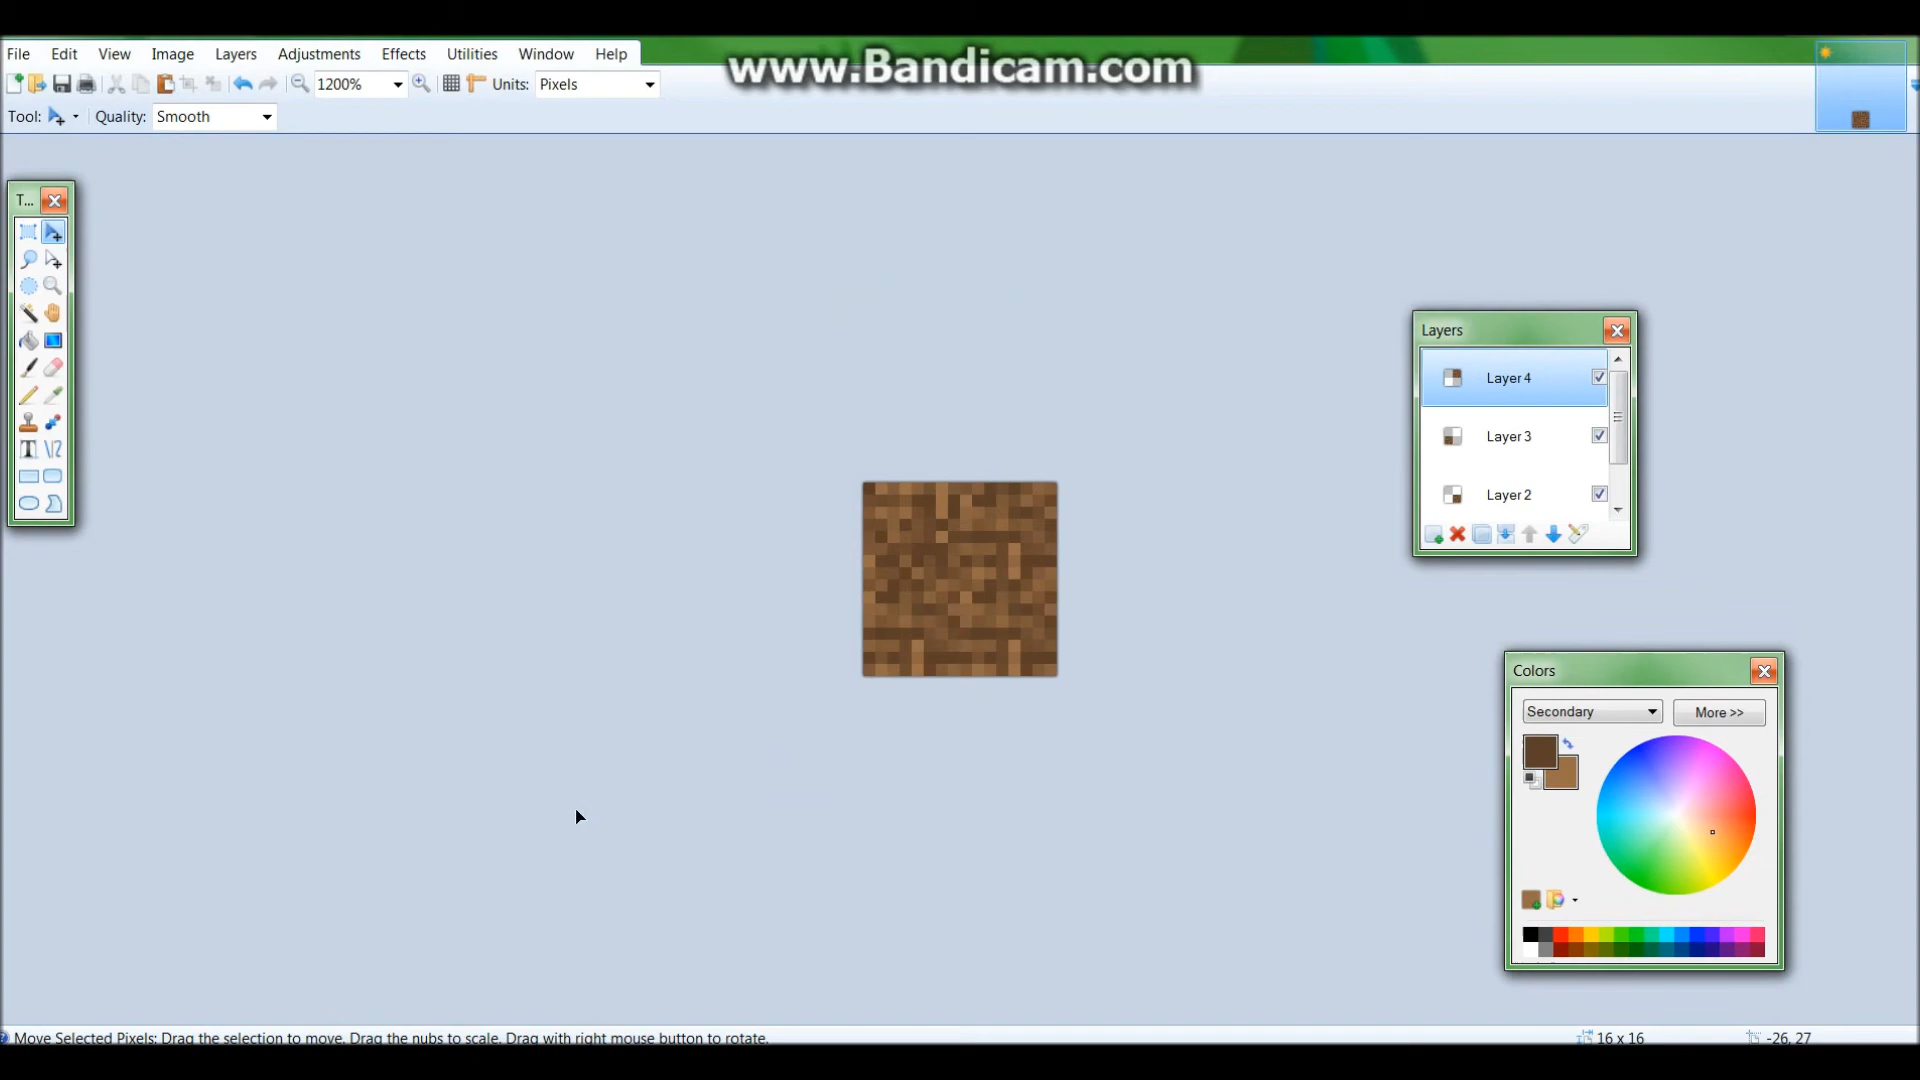 www.Bandicam.com
File Edit View Image Layers Adjustments Effects Utilities Window Help
1200% Units: Pixels
Tool: Quality: Smooth
T...
Layers
Layer 4
Layer 3
Layer 2
Colors
Secondary More >>
Move Selected Pixels: Drag the selection to move. Drag the nubs to scale. Drag with right mouse button to rotate. 16 x 16 -26, 27